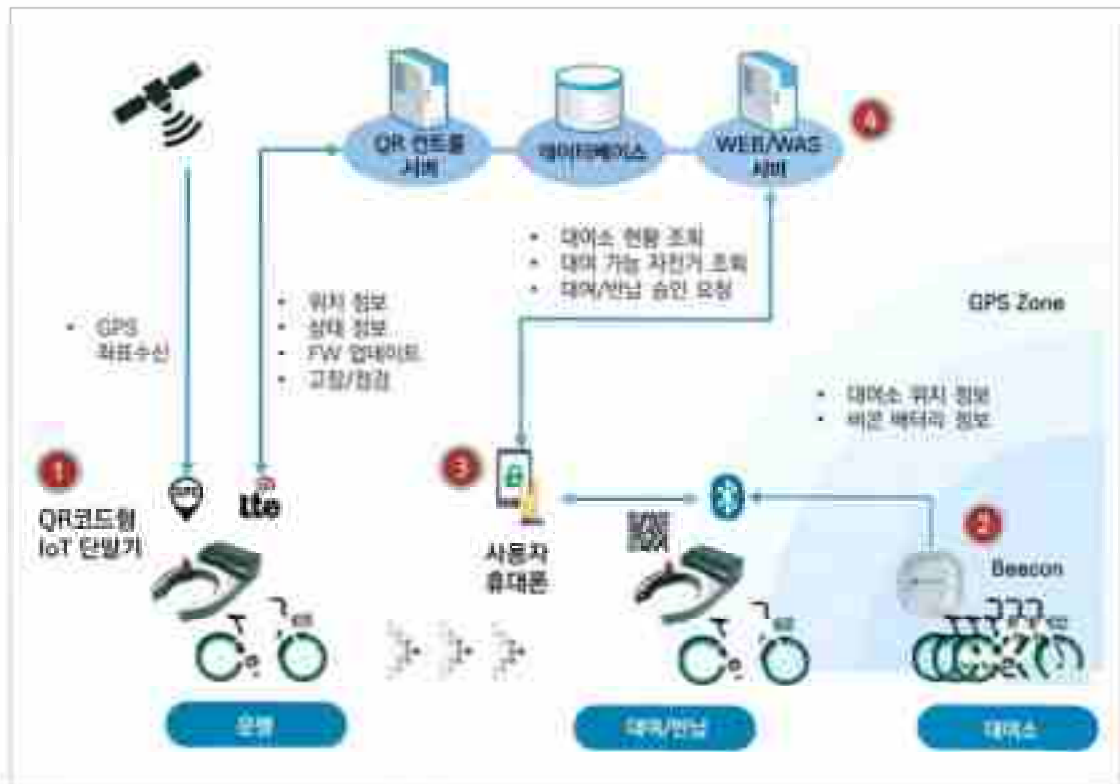 QR 컨트롤
서버
데이터베이스
WEB/WAS
서버
4
• 대여소 현황 조회
• 대여 가능 자전거 조회
• 대여/반납 승인 요청
GPS Zone
• 위치 정보
• 상태 정보
• FW 업데이트
• 고장/점검
• GPS
좌표수신
• 대여소 위치 정보
• 비콘 배터리 정보
1
GPS
lte
QR코드형
IoT 단말기
3
사용자
휴대폰
2
Beacon
운행
대여/반납
대여소